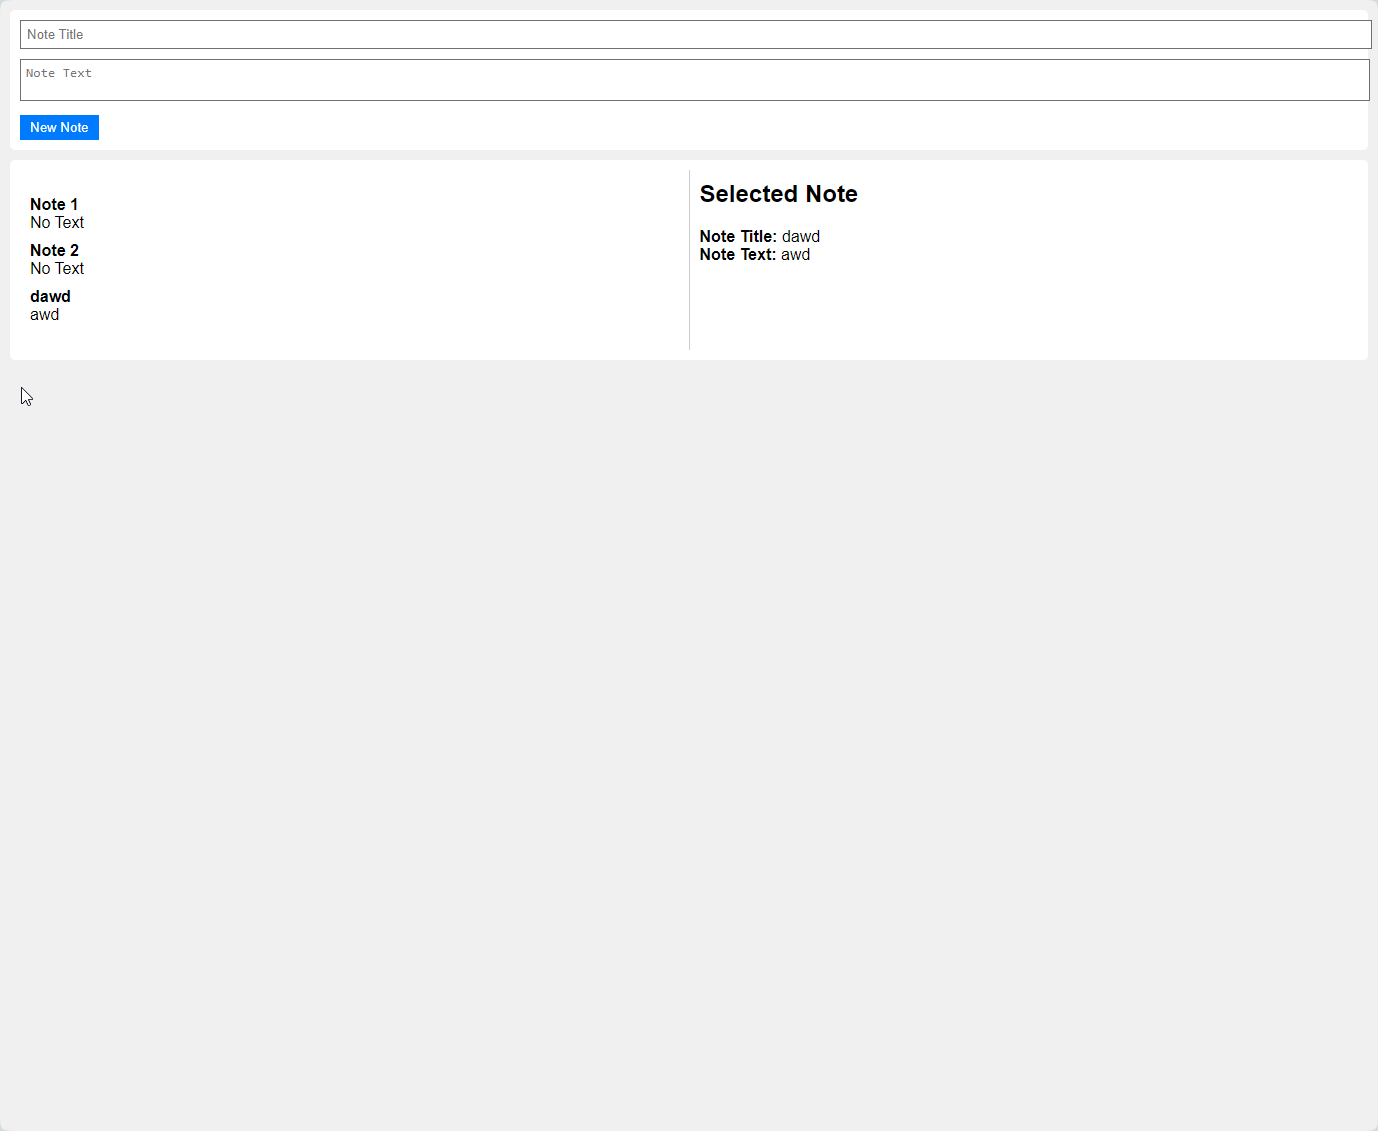 Note Title
Note Text
New Note
Note 1
No Text
Note 2
No Text
dawd
awd
Selected Note
Note Title: dawd
Note Text: awd